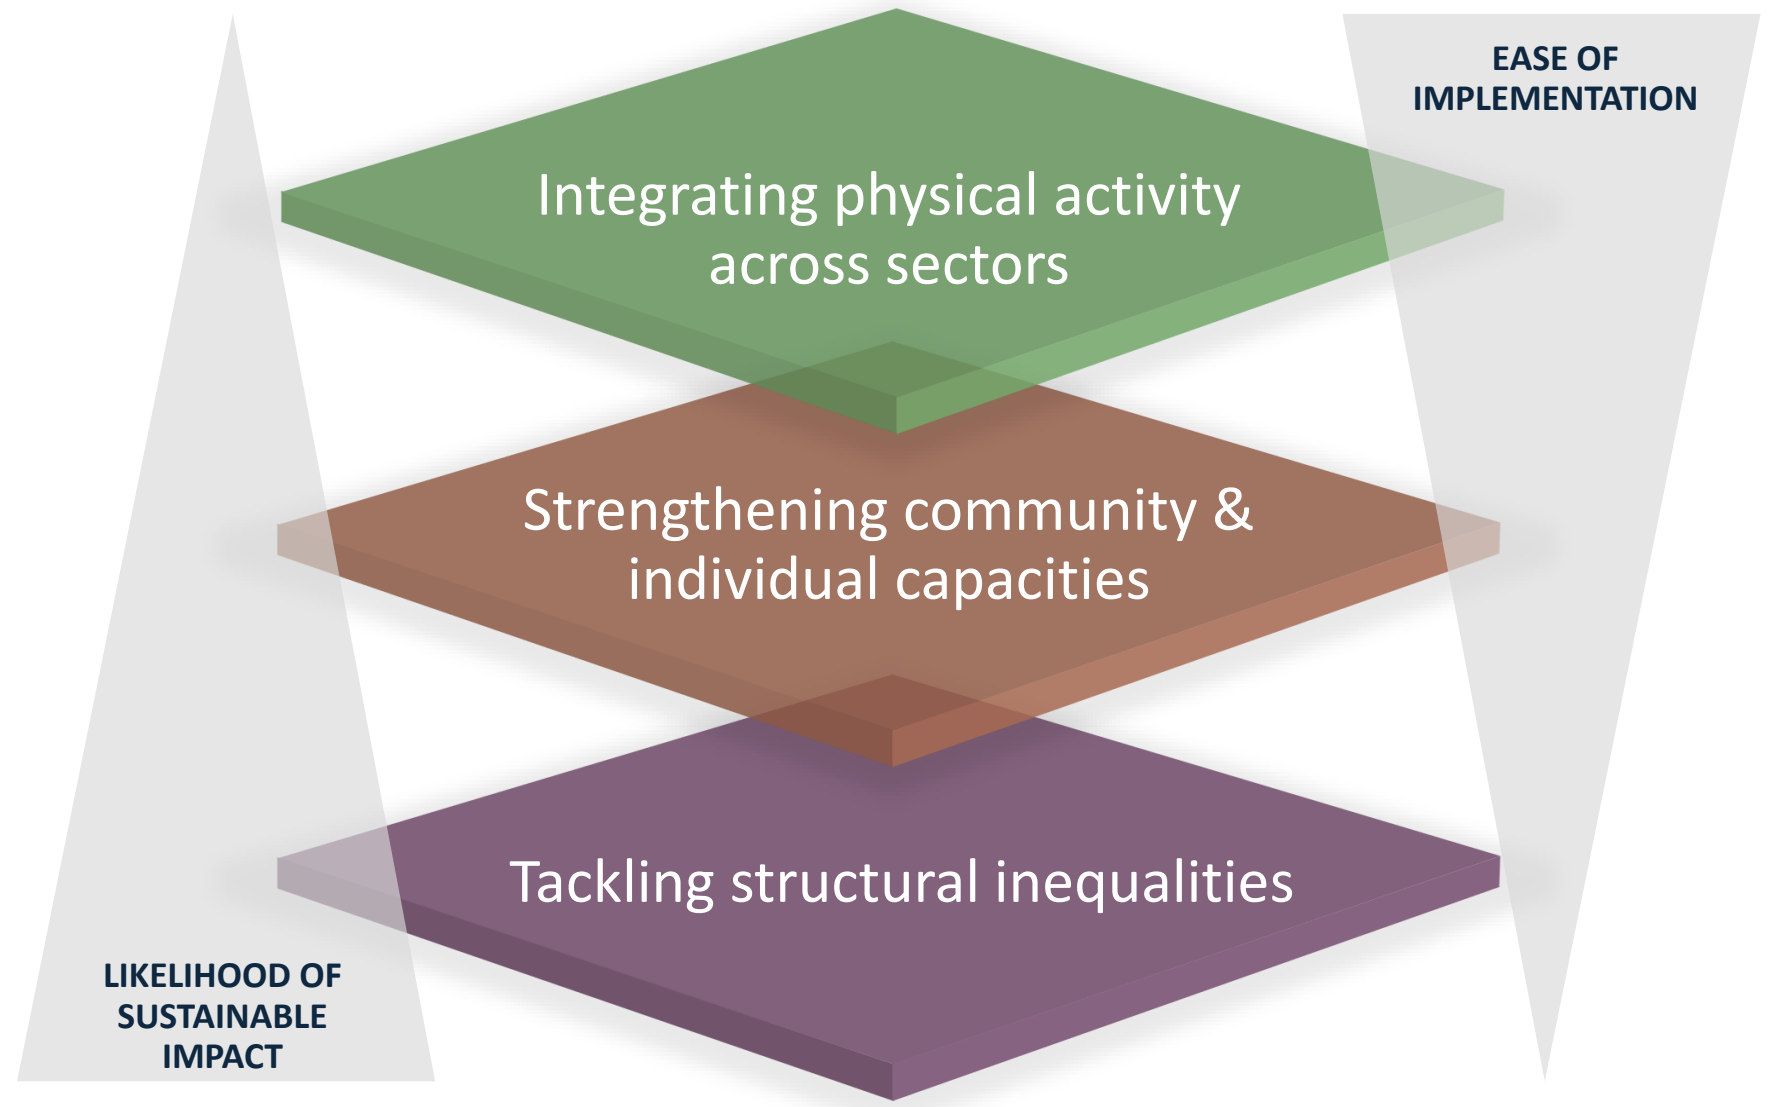 EASE OF
IMPLEMENTATION
Integrating physical activity
across sectors
Strengthening community &
individual capacities
Tackling structural inequalities
LIKELIHOOD OF
SUSTAINABLE
IMPACT